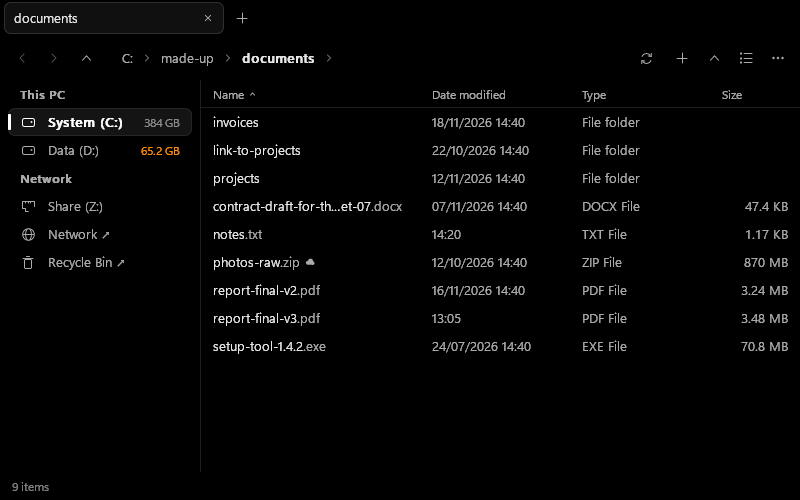 documents
C: made-up documents
This PC
System (C:) 384 GB
Data (D:) 65.2 GB
Network
Share (Z:)
Network
Recycle Bin
Name Date modified Type Size
invoices 18/11/2026 14:40 File folder
link-to-projects 22/10/2026 14:40 File folder
projects 12/11/2026 14:40 File folder
contract-draft-for-th...et-07.docx 07/11/2026 14:40 DOCX File 47.4 KB
notes.txt 14:20 TXT File 1.17 KB
photos-raw.zip 12/10/2026 14:40 ZIP File 870 MB
report-final-v2.pdf 16/11/2026 14:40 PDF File 3.24 MB
report-final-v3.pdf 13:05 PDF File 3.48 MB
setup-tool-1.4.2.exe 24/07/2026 14:40 EXE File 70.8 MB
9 items